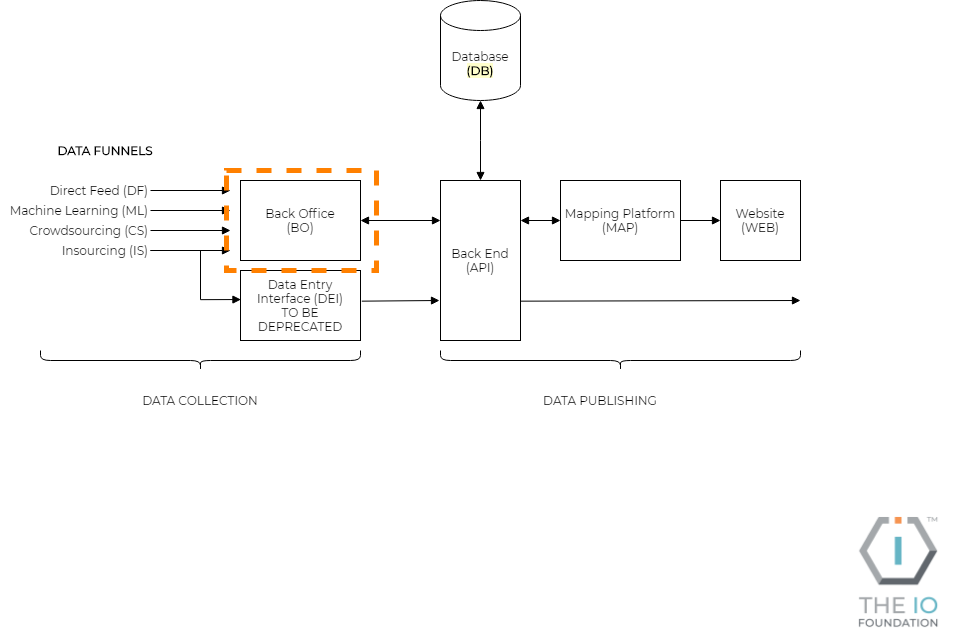 Database
(DB)
DATA FUNNELS
Direct Feed (DF)
Machine Learning (ML)
Crowdsourcing (CS)
Insourcing (IS)
Back Office
(BO)
Data Entry
Interface (DEI)
TO BE
DEPRECATED
Back End
(API)
Mapping Platform
(MAP)
Website
(WEB)
DATA COLLECTION
DATA PUBLISHING
TM
THE IO
FOUNDATION